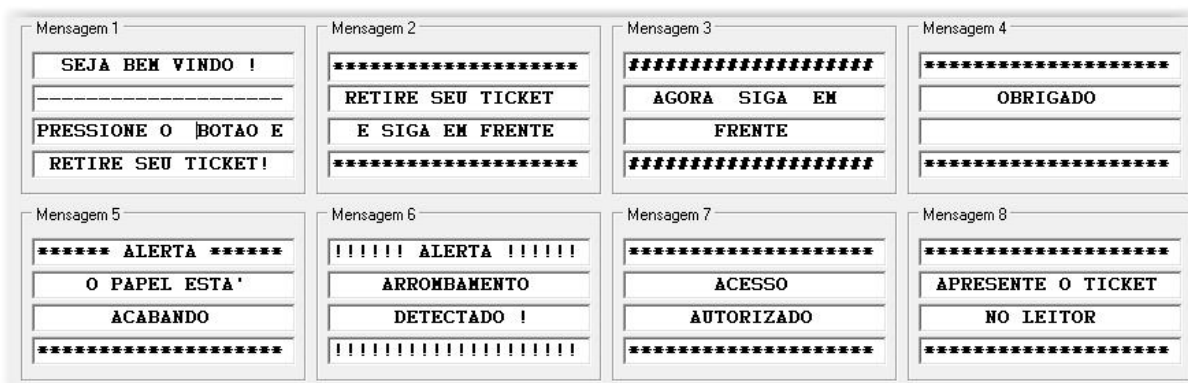 Mensagem 1
SEJA BEM VINDO !
--------------------
PRESSIONE O  BOTAO E
RETIRE SEU TICKET!
Mensagem 2
********************
RETIRE SEU TICKET
E SIGA EM FRENTE
********************
Mensagem 3
####################
AGORA  SIGA  EM
FRENTE
####################
Mensagem 4
********************
OBRIGADO
********************
Mensagem 5
****** ALERTA ******
O PAPEL ESTA'
ACABANDO
********************
Mensagem 6
!!!!!! ALERTA !!!!!!
ARROMBAMENTO
DETECTADO !
!!!!!!!!!!!!!!!!!!!!
Mensagem 7
********************
ACESSO
AUTORIZADO
********************
Mensagem 8
********************
APRESENTE O TICKET
NO LEITOR
********************